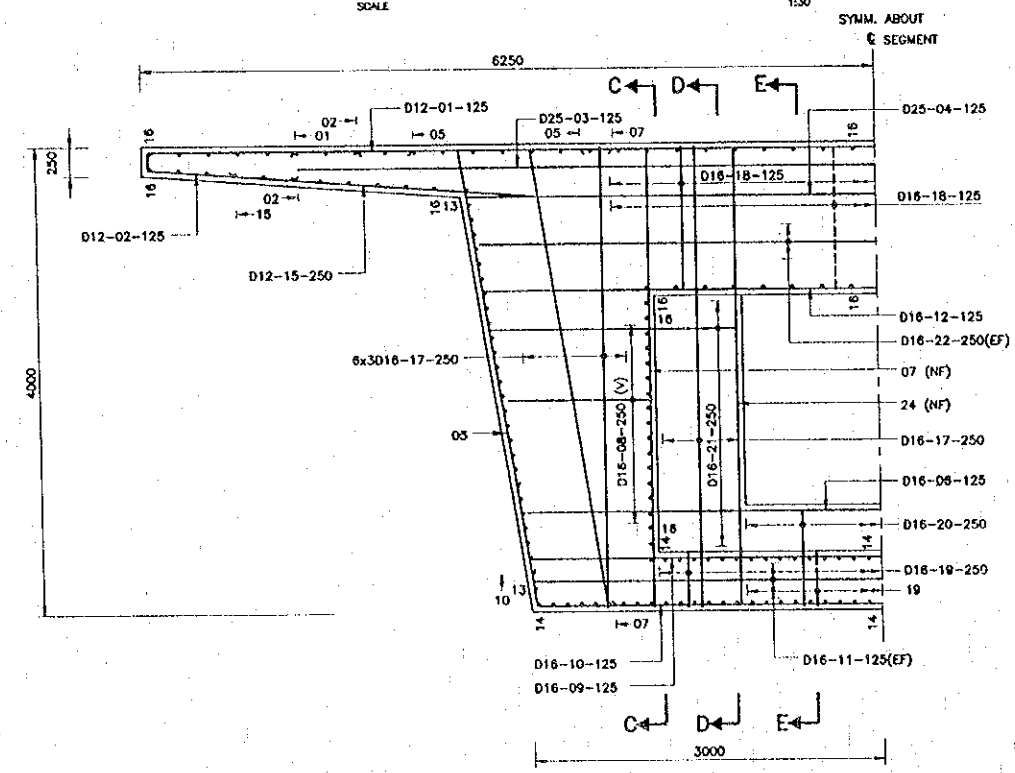 SCALE
1:30
SYMM. ABOUT
℄ SEGMENT
6250
C D E
D12-01-125
D25-03-125
D25-04-125
02
01
05
05
07
16
16
250
D16-18-125
D16-18-125
16
02
15
16
13
D12-02-125
D12-15-250
16
16
16
D16-12-125
D16-22-250(EF)
6x3D16-17-250
07 (NF)
4000
24 (NF)
D16-08-250 (V)
D16-21-250
03
D16-17-250
D16-06-125
16
14
D16-20-250
14
D16-19-250
10
13
19
14
07
14
D16-10-125
D16-11-125(EF)
D16-09-125
C D E
3000